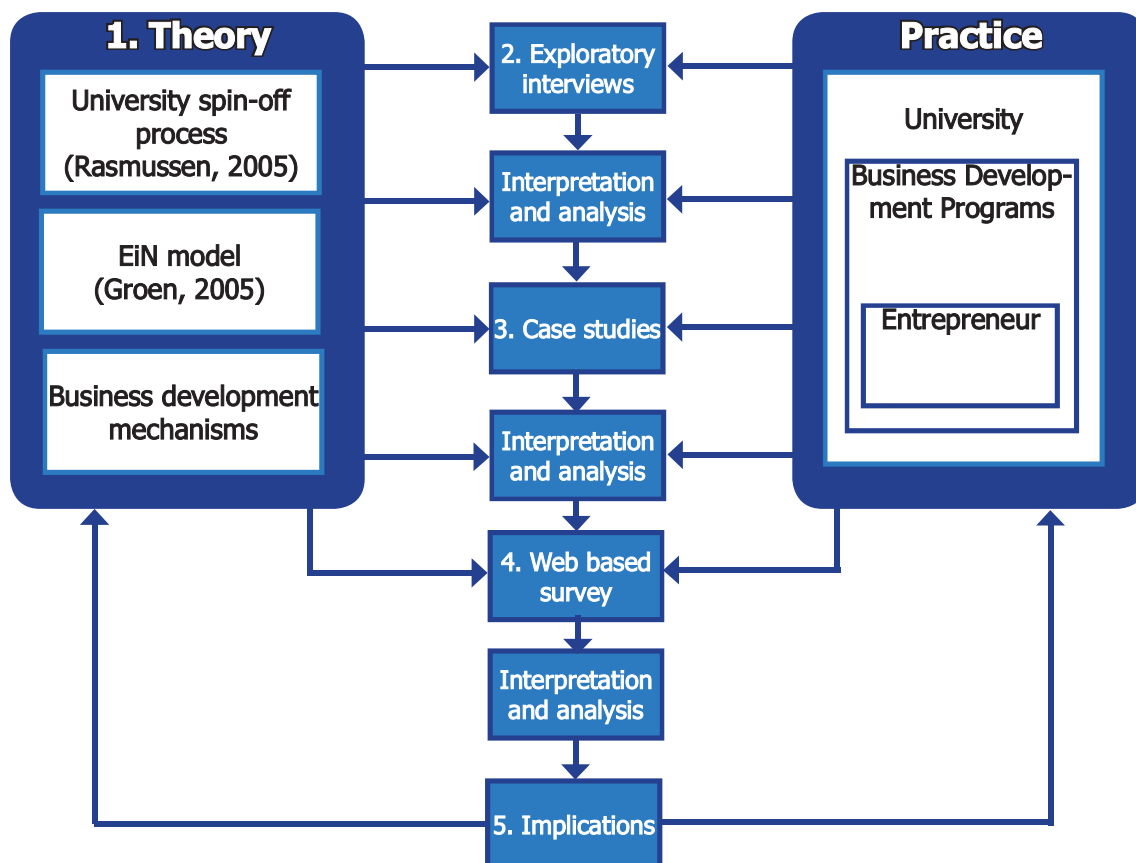 1. Theory
University spin-off
process
(Rasmussen, 2005)
EiN model
(Groen, 2005)
Business development
mechanisms
2. Exploratory
interviews
Interpretation
and analysis
3. Case studies
Interpretation
and analysis
4. Web based
survey
Interpretation
and analysis
5. Implications
Practice
University
Business Develop-
ment Programs
Entrepreneur